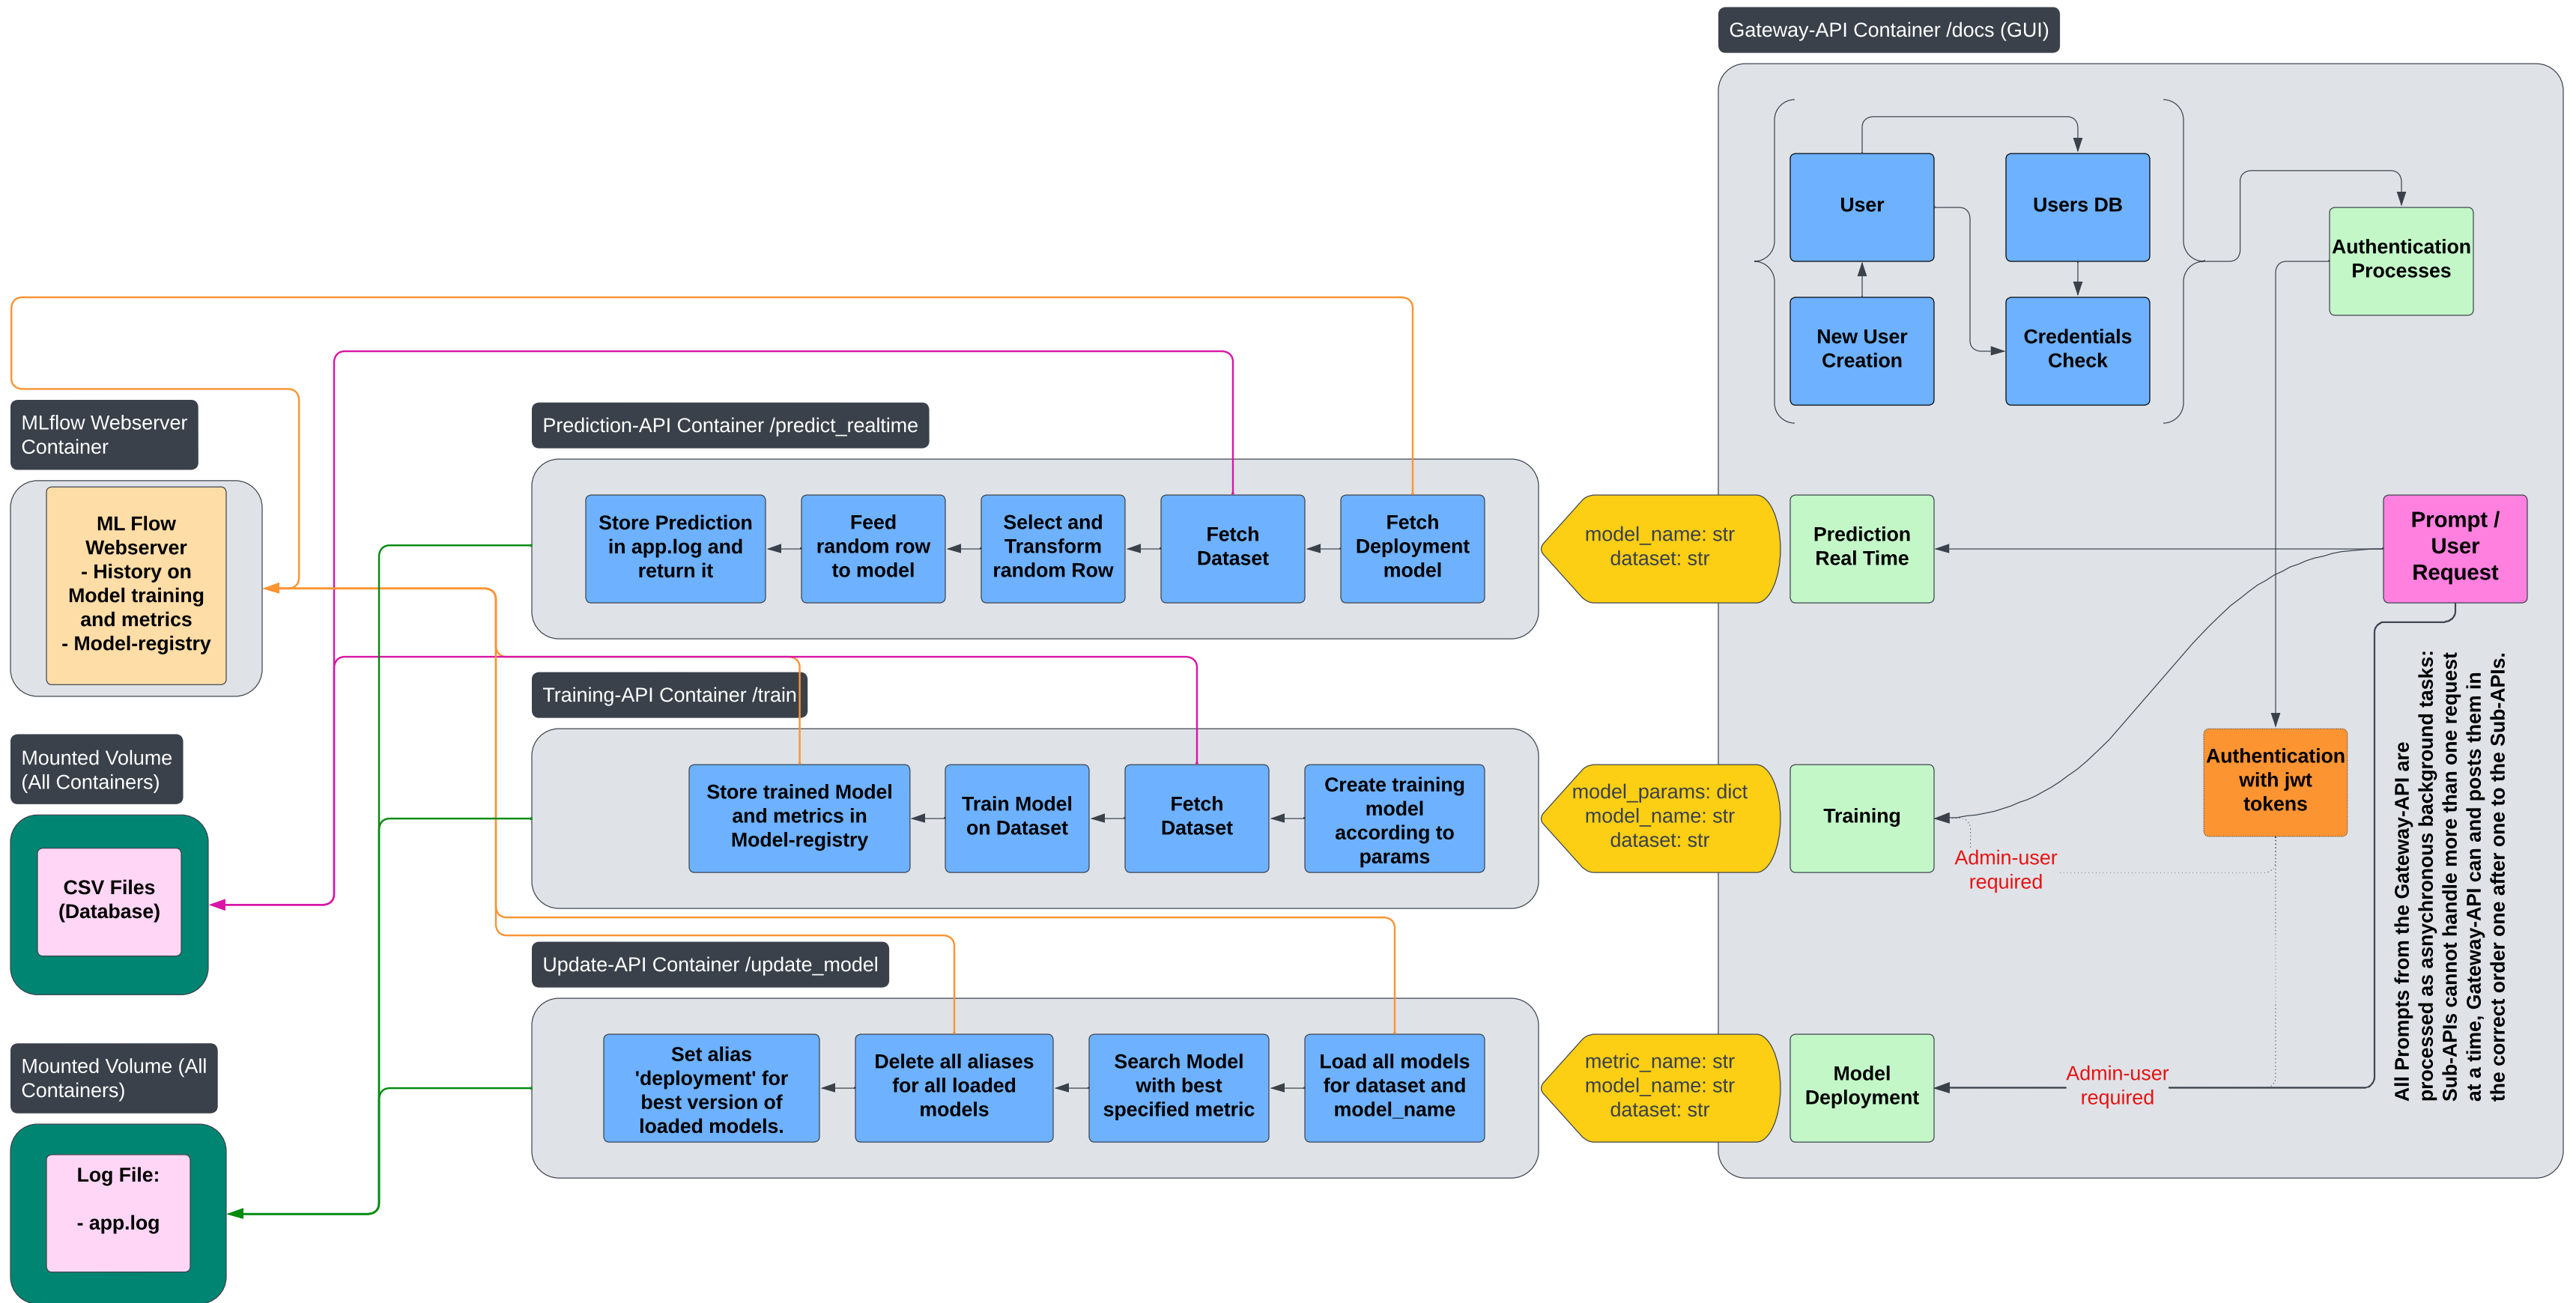 Gateway-API Container /docs (GUI)
User
Users DB
Authentication
Processes
New User
Creation
Credentials
Check
MLflow Webserver
Container
ML Flow
Webserver
- History on
Model training
and metrics
- Model-registry
Prediction-API Container /predict_realtime
Store Prediction
in app.log and
return it
Feed
random row
to model
Select and
Transform
random Row
Fetch
Dataset
Fetch
Deployment
model
model_name: str
dataset: str
Prediction
Real Time
Prompt /
User
Request
Mounted Volume
(All Containers)
CSV Files
(Database)
Training-API Container /train
Store trained Model
and metrics in
Model-registry
Train Model
on Dataset
Fetch
Dataset
Create training
model
according to
params
model_params: dict
model_name: str
dataset: str
Training
Admin-user
required
Authentication
with jwt
tokens
All Prompts from the Gateway-API are
processed as asnychronous background tasks:
Sub-APIs cannot handle more than one request
at a time, Gateway-API can and posts them in
the correct order one after one to the Sub-APIs.
Mounted Volume (All
Containers)
Log File:
- app.log
Update-API Container /update_model
Set alias
'deployment' for
best version of
loaded models.
Delete all aliases
for all loaded
models
Search Model
with best
specified metric
Load all models
for dataset and
model_name
metric_name: str
model_name: str
dataset: str
Model
Deployment
Admin-user
required